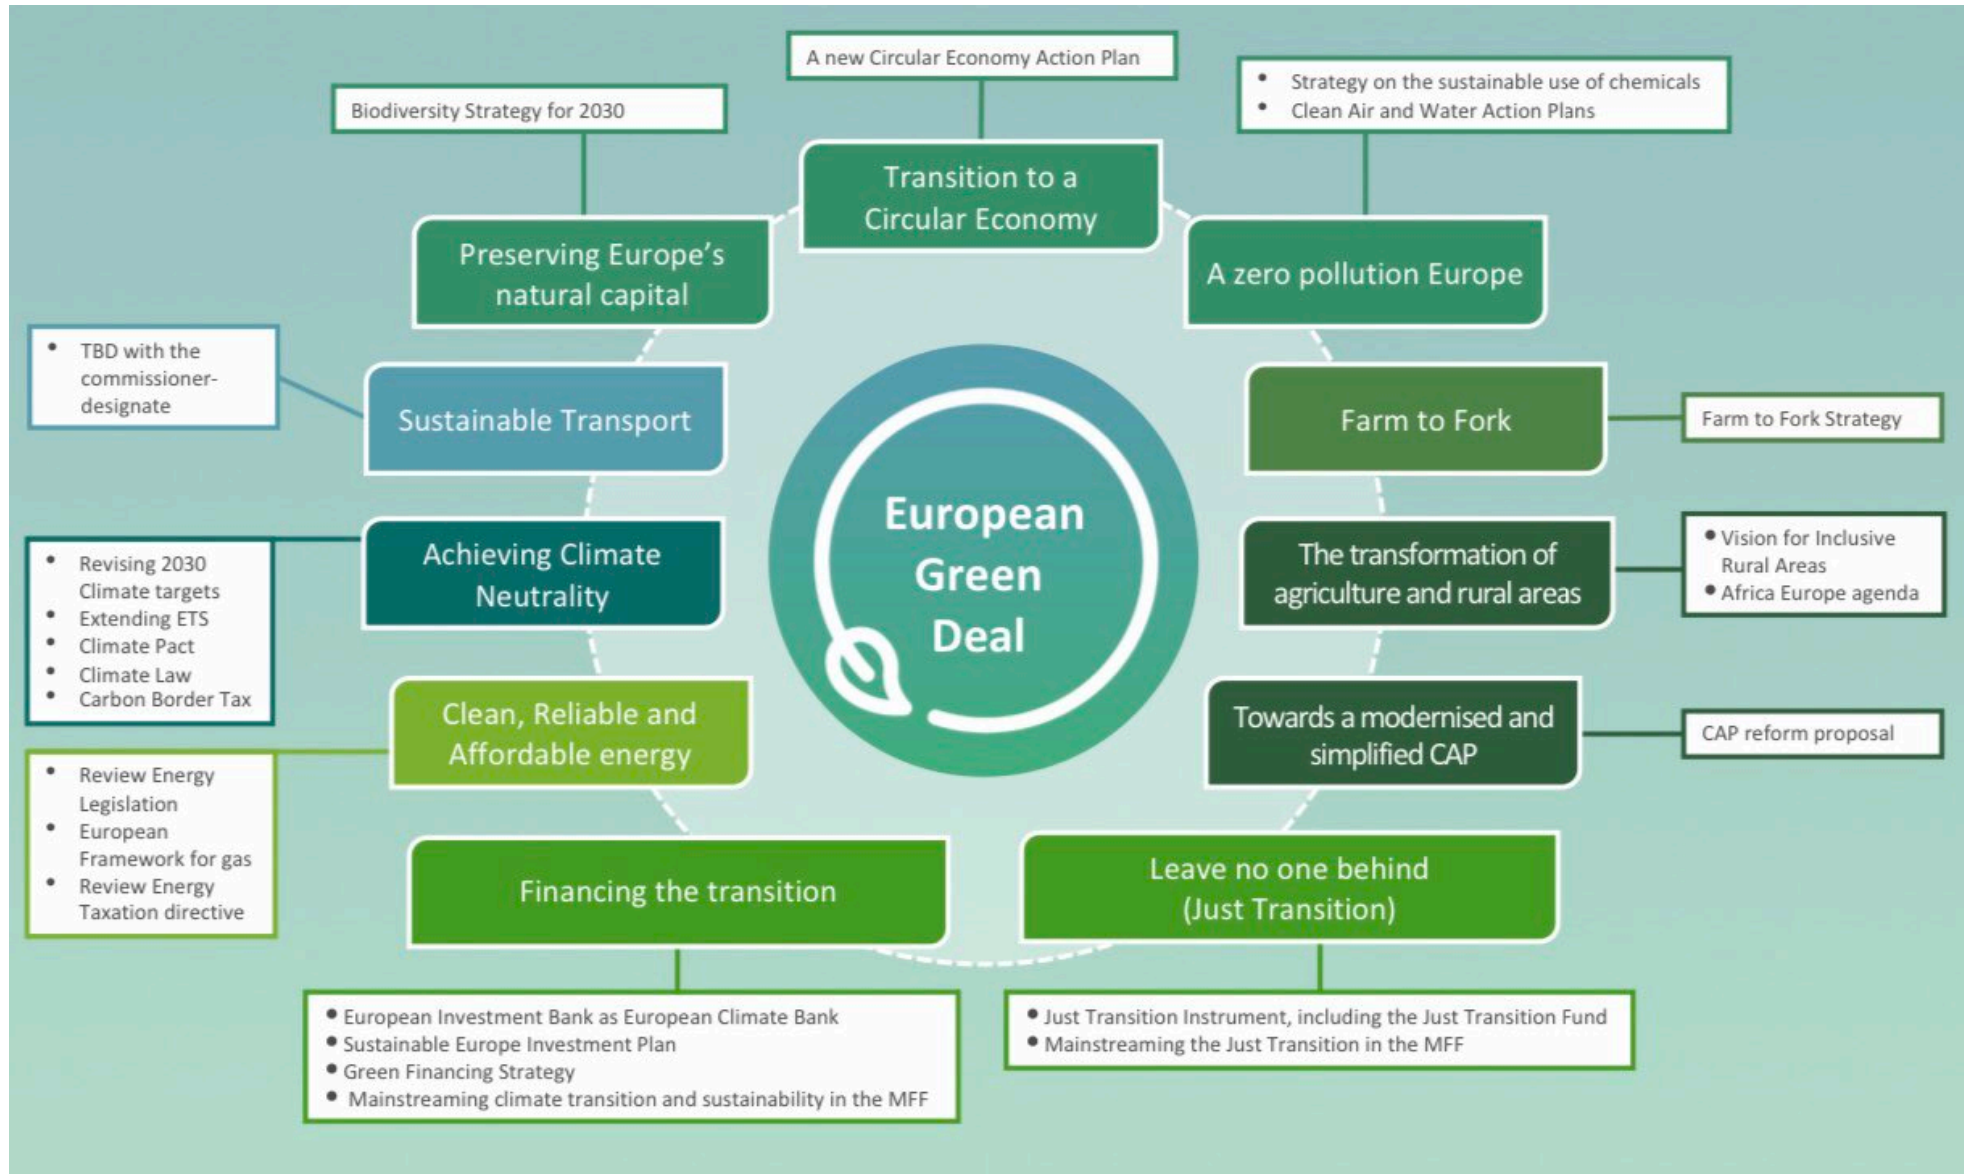 A new Circular Economy Action Plan
Biodiversity Strategy for 2030
• Strategy on the sustainable use of chemicals
• Clean Air and Water Action Plans
Transition to a
Circular Economy
Preserving Europe's
natural capital
A zero pollution Europe
• TBD with the
commissioner-
designate
Sustainable Transport
Farm to Fork
Farm to Fork Strategy
European
Green
Deal
• Revising 2030
Climate targets
• Extending ETS
• Climate Pact
• Climate Law
• Carbon Border Tax
Achieving Climate
Neutrality
The transformation of
agriculture and rural areas
• Vision for Inclusive
Rural Areas
• Africa Europe agenda
Clean, Reliable and
Affordable energy
Towards a modernised and
simplified CAP
CAP reform proposal
• Review Energy
Legislation
• European
Framework for gas
• Review Energy
Taxation directive
Financing the transition
Leave no one behind
(Just Transition)
• European Investment Bank as European Climate Bank
• Sustainable Europe Investment Plan
• Green Financing Strategy
• Mainstreaming climate transition and sustainability in the MFF
• Just Transition Instrument, including the Just Transition Fund
• Mainstreaming the Just Transition in the MFF